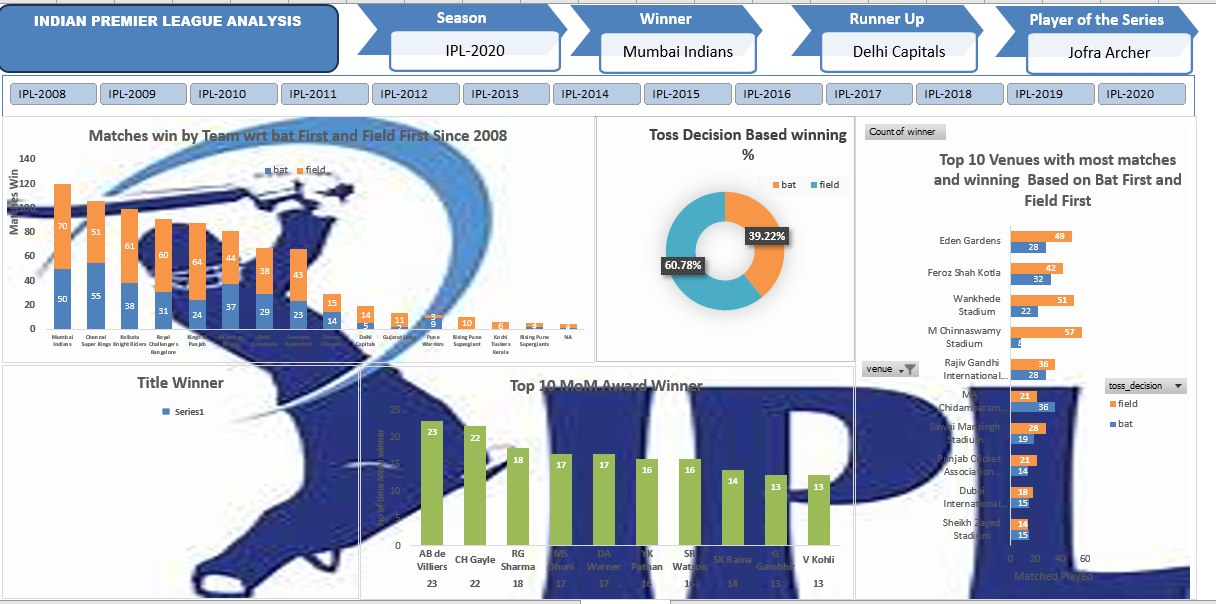 INDIAN PREMIER LEAGUE ANALYSIS
Season
IPL-2020
Winner
Mumbai Indians
Runner Up
Delhi Capitals
Player of the Series
Jofra Archer
IPL-2008
IPL-2009
IPL-2010
IPL-2011
IPL-2012
IPL-2013
IPL-2014
IPL-2015
IPL-2016
IPL-2017
IPL-2018
IPL-2019
IPL-2020
Matches win by Team wrt bat First and Field First Since 2008
bat field
Matches Win
140
120
100
80
60
40
20
0
70 51 61 60 64 44 38 43 15 14 11 3 10 6
50 55 38 31 24 37 29 23 14 5 9
Mumbai Indians
Chennai Super Kings
Kolkata Knight Riders
Royal Challengers Bangalore
Kings XI Punjab
Rajasthan Royals
Delhi Daredevils
Sunrisers Hyderabad
Deccan Chargers
Delhi Capitals
Gujarat Lions
Pune Warriors
Rising Pune Supergiant
Kochi Tuskers Kerala
Rising Pune Supergiants
NA
Toss Decision Based winning
%
bat field
39.22%
60.78%
Count of winner
Top 10 Venues with most matches
and winning Based on Bat First and
Field First
Eden Gardens
49
28
Feroz Shah Kotla
42
32
Wankhede
Stadium
51
22
M Chinnaswamy
Stadium
57
8
Rajiv Gandhi
International...
36
28
MA
Chidambaram...
21
36
Sawai Mansingh
Stadium
28
19
Punjab Cricket
Association...
21
14
Dubai
International...
18
15
Sheikh Zayed
Stadium
14
15
0 20 40 60
Matched Played
venue
toss_decision
field
bat
Title Winner
Series1
Top 10 MoM Award Winner
No of time MoM winner
25
20
15
10
5
0
23 22 18 17 17 16 16 14 13 13
AB de Villiers
CH Gayle
RG Sharma
MS Dhoni
DA Warner
YK Pathan
SR Watson
SK Raina
G Gambhir
V Kohli
23 22 18 17 17 16 16 14 13 13
IPL